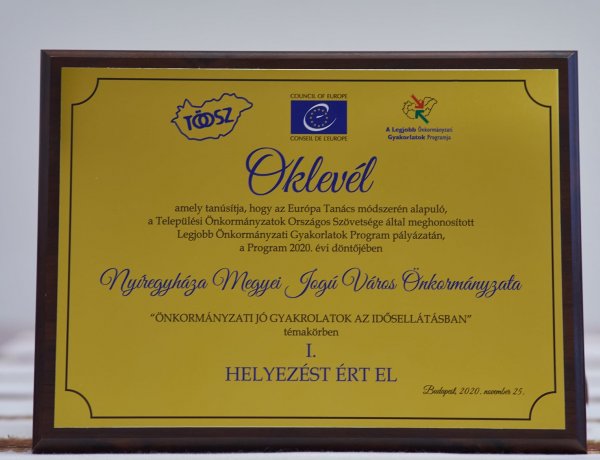 TÖOSZ
COUNCIL OF EUROPE
CONSEIL DE L'EUROPE
A Legjobb Önkormányzati
Gyakorlatok Programja
Oklevél
amely tanúsítja, hogy az Európa Tanács módszerén alapuló,
a Települési Önkormányzatok Országos Szövetsége által meghonosított
Legjobb Önkormányzati Gyakorlatok Program pályázatán,
a Program 2020. évi döntőjében
Nyíregyháza Megyei Jogú Város Önkormányzata
"ÖNKORMÁNYZATI JÓ GYAKROLATOK AZ IDŐSELLÁTÁSBAN"
témakörben
I.
HELYEZÉST ÉRT EL
Budapest, 2020. november 25.